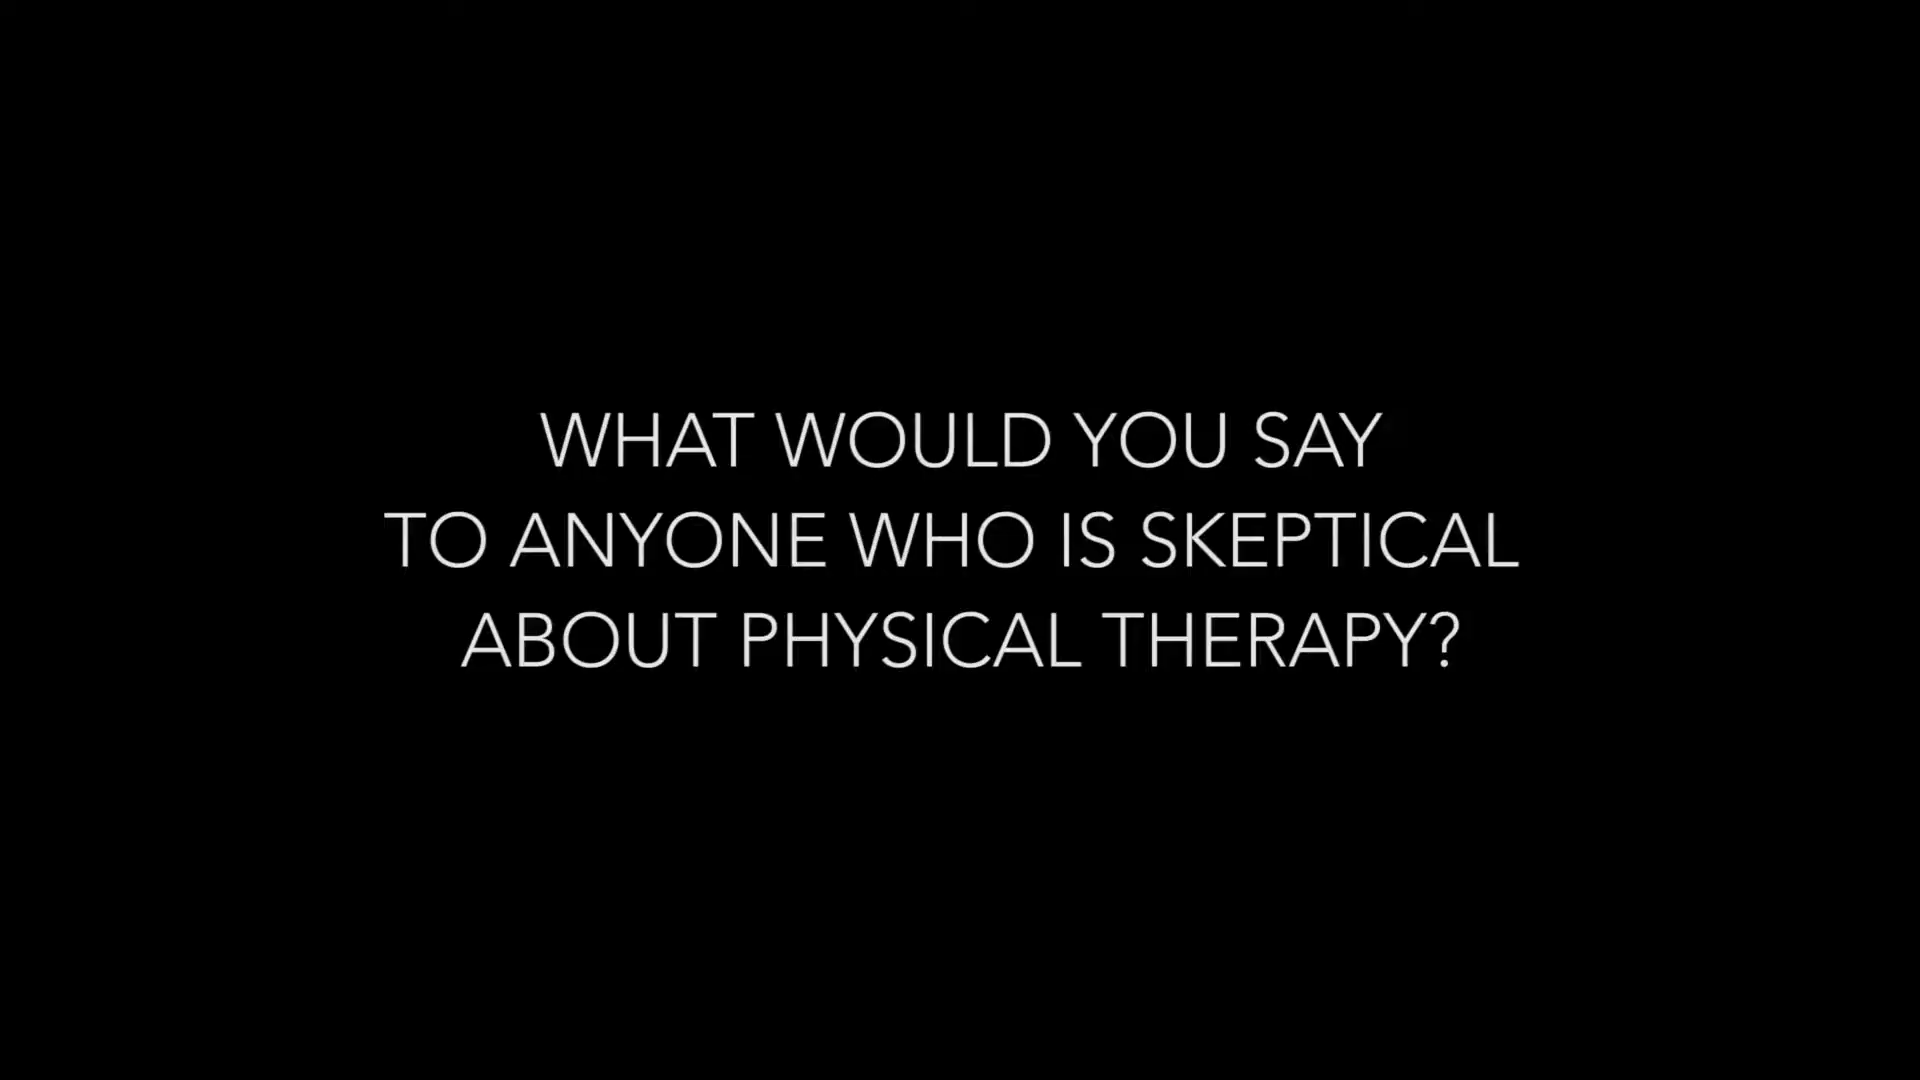 WHAT WOULD YOU SAY
TO ANYONE WHO IS SKEPTICAL
ABOUT PHYSICAL THERAPY?